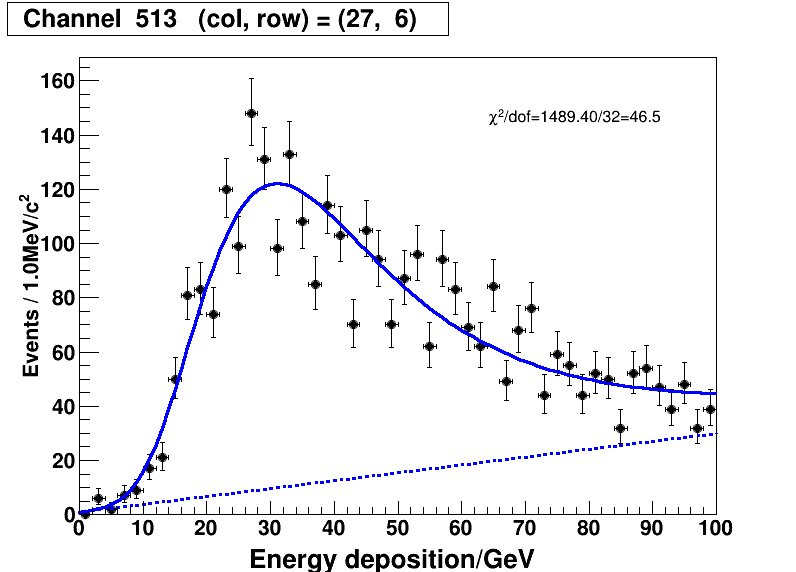 Channel 513 (col, row) = (27, 6)
χ²/dof=1489.40/32=46.5
Events / 1.0MeV/c²
160
140
120
100
80
60
40
20
0
0 10 20 30 40 50 60 70 80 90 100
Energy deposition/GeV